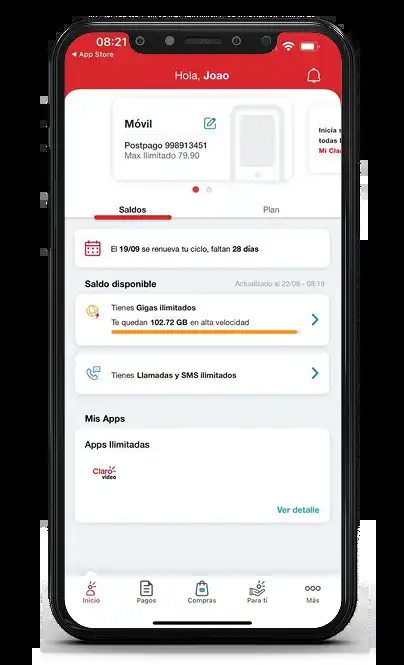 08:21
App Store
Hola, Joao
Móvil
Postpago 998913451
Max Ilimitado 79.90
Inicia s
todas l
Mi Cla
Saldos
Plan
El 19/09 se renueva tu ciclo, faltan 28 días
Saldo disponible
Actualizado al 22/08 - 08:19
Tienes Gigas ilimitados
Te quedan 102.72 GB en alta velocidad
Tienes Llamadas y SMS ilimitados
Mis Apps
Apps Ilimitadas
Claro
video
Ver detalle
Inicio
Pagos
Compras
Para ti
Más